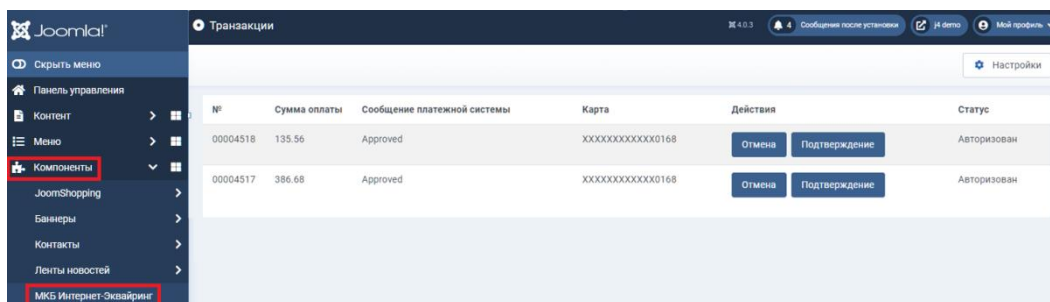 Joomla!®
Транзакции
4.0.3
4 Сообщения после установки
j4 demo
Мой профиль
Скрыть меню
Настройки
Панель управления
Контент
Меню
Компоненты
JoomShopping
Баннеры
Контакты
Ленты новостей
МКБ Интернет-Эквайринг
№ Сумма оплаты Сообщение платежной системы Карта Действия Статус
00004518 135.56 Approved XXXXXXXXXXXX0168 Отмена Подтверждение Авторизован
00004517 386.68 Approved XXXXXXXXXXXX0168 Отмена Подтверждение Авторизован